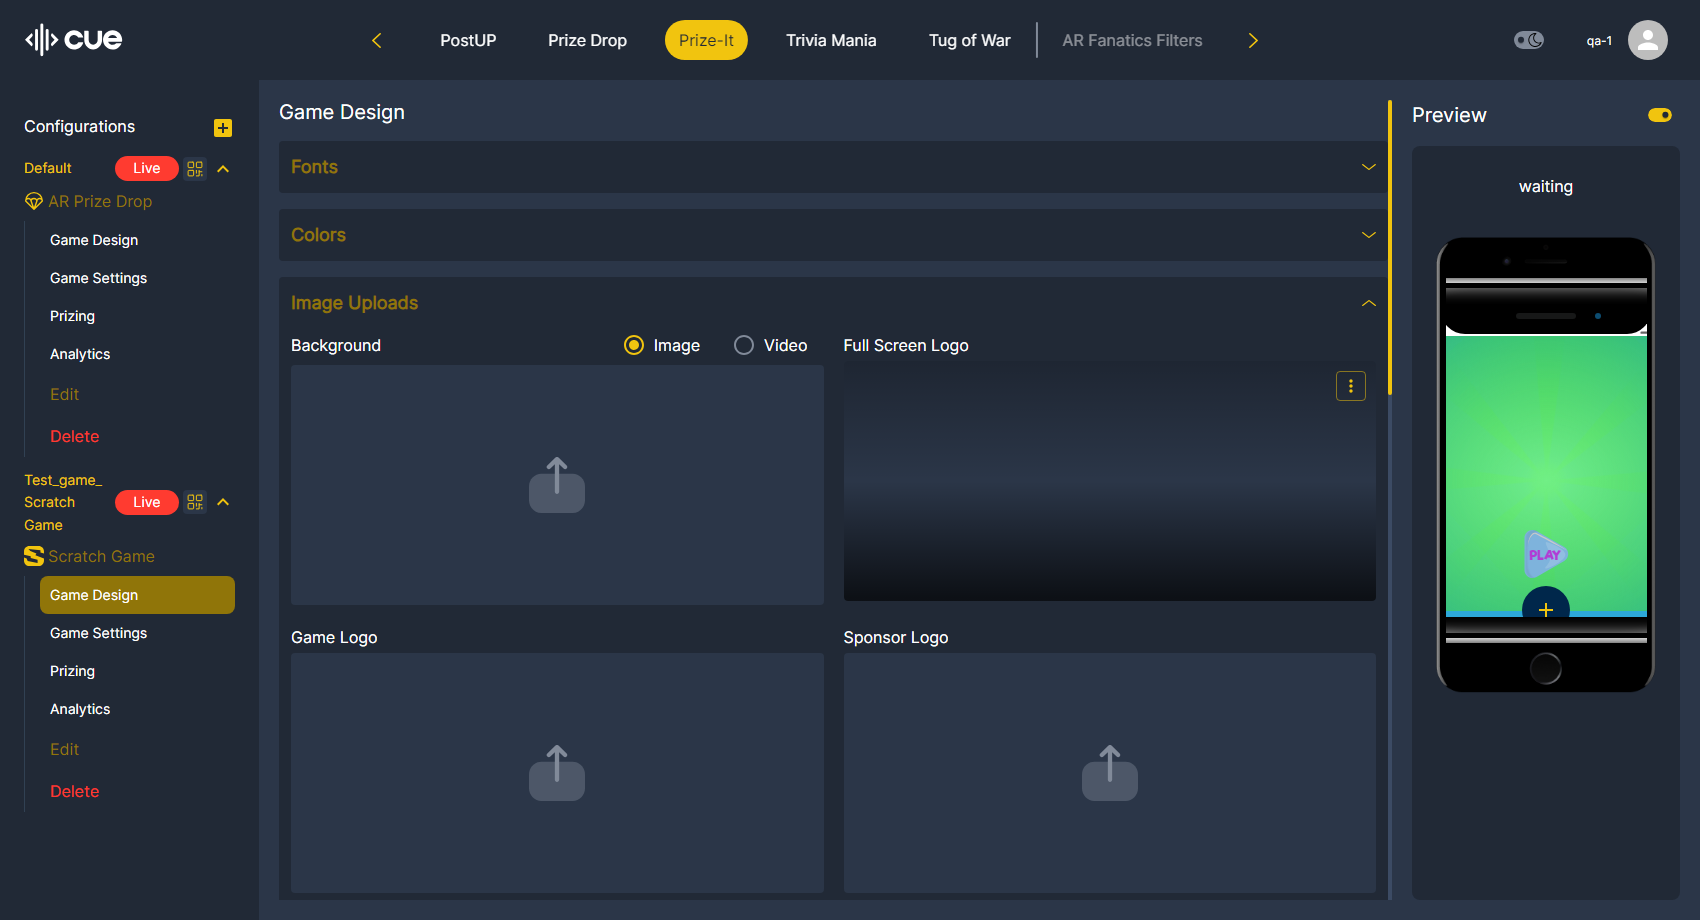 cue
PostUP
Prize Drop
Prize-It
Trivia Mania
Tug of War
AR Fanatics Filters
qa-1
Configurations
Default
Live
AR Prize Drop
Game Design
Game Settings
Prizing
Analytics
Edit
Delete
Test_game_
Scratch
Game
Live
Scratch Game
Game Design
Game Settings
Prizing
Analytics
Edit
Delete
Game Design
Fonts
Colors
Image Uploads
Background
Image
Video
Full Screen Logo
Game Logo
Sponsor Logo
Preview
waiting
PLAY